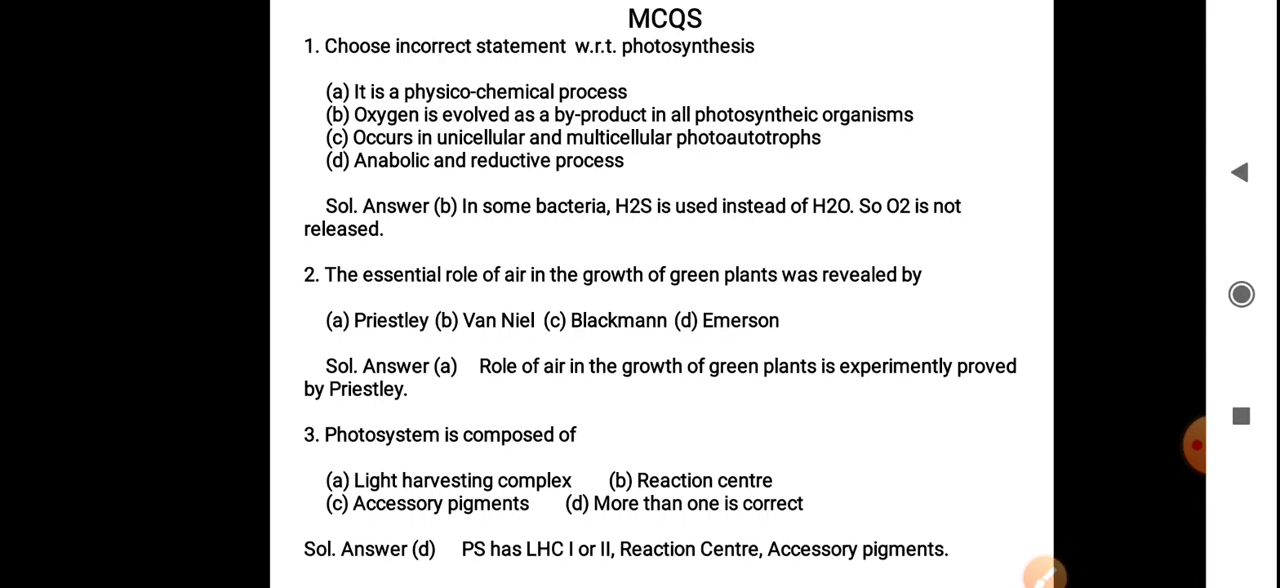 MCQS
1. Choose incorrect statement w.r.t. photosynthesis
(a) It is a physico-chemical process
(b) Oxygen is evolved as a by-product in all photosyntheic organisms
(c) Occurs in unicellular and multicellular photoautotrophs
(d) Anabolic and reductive process
Sol. Answer (b) In some bacteria, H2S is used instead of H2O. So O2 is not
released.
2. The essential role of air in the growth of green plants was revealed by
(a) Priestley (b) Van Niel (c) Blackmann (d) Emerson
Sol. Answer (a) Role of air in the growth of green plants is experimently proved
by Priestley.
3. Photosystem is composed of
(a) Light harvesting complex (b) Reaction centre
(c) Accessory pigments (d) More than one is correct
Sol. Answer (d) PS has LHC I or II, Reaction Centre, Accessory pigments.